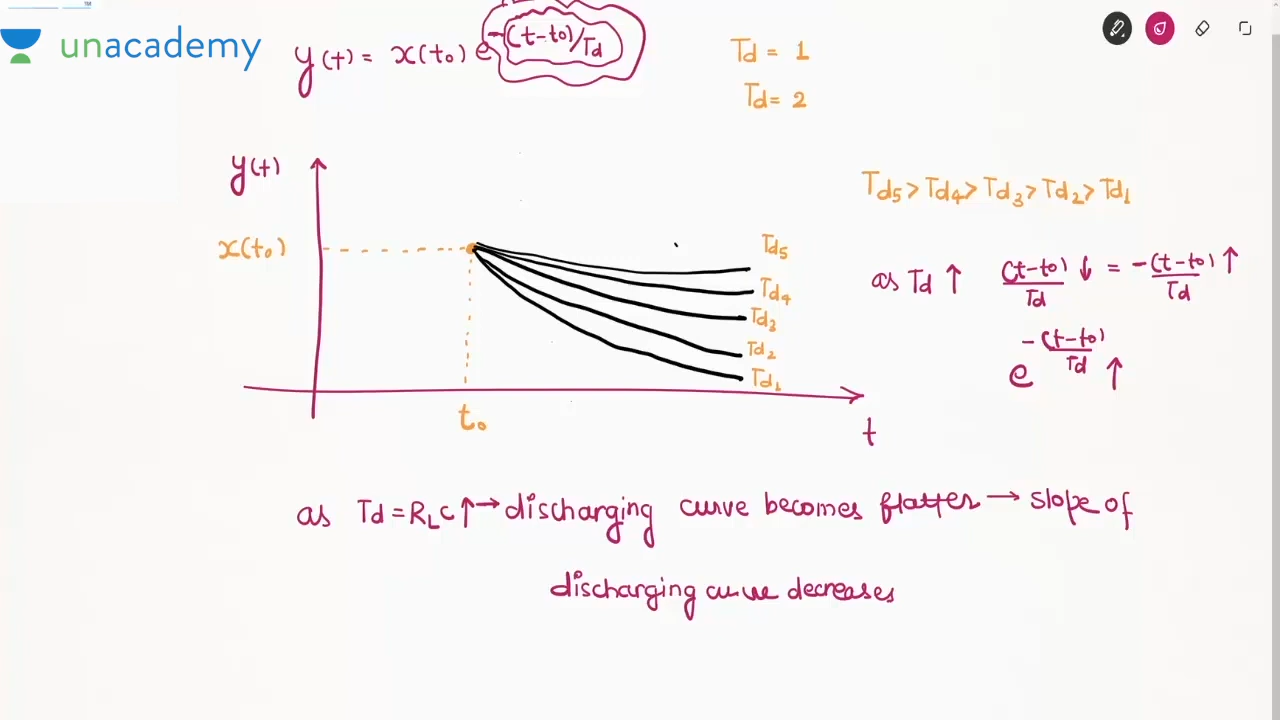 unacademy
y(t) = x(t₀) e^-(t-t₀)/Td
Td = 1
Td = 2
y(t)
Td₅ > Td₄ > Td₃ > Td₂ > Td₁
x(t₀)
Td₅
Td₄
Td₃
Td₂
Td₁
as Td ↑ (t-t₀)/Td ↓ = -(t-t₀)/Td ↑
e^-(t-t₀)/Td ↑
t₀
t
as Td = R_L C ↑ → discharging curve becomes flatter → slope of
discharging curve decreases